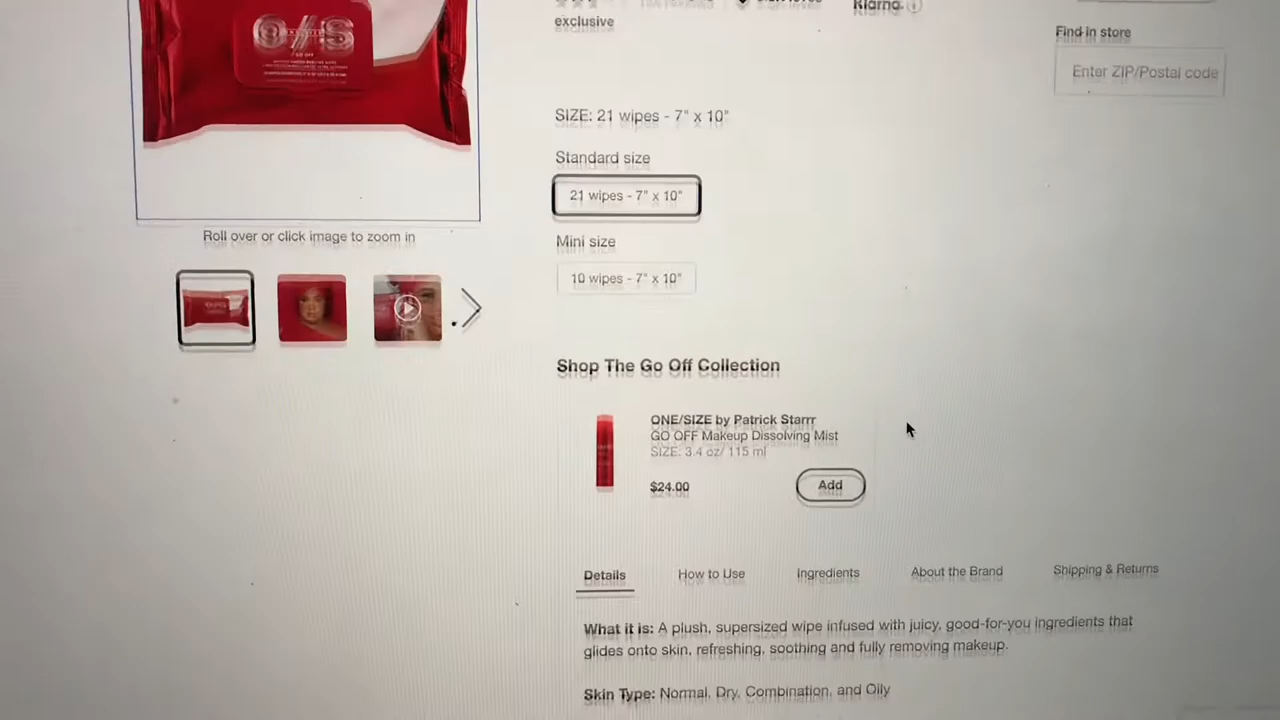 exclusive
Klarna.
Find in store
Enter ZIP/Postal code
GO OFF
SIZE: 21 wipes - 7" x 10"
Standard size
21 wipes - 7" x 10"
Roll over or click image to zoom in
Mini size
10 wipes - 7" x 10"
Shop The Go Off Collection
ONE/SIZE by Patrick Starrr
GO OFF Makeup Dissolving Mist
SIZE: 3.4 oz/ 115 ml
$24.00
Add
Details
How to Use
Ingredients
About the Brand
Shipping & Returns
What it is: A plush, supersized wipe infused with juicy, good-for-you ingredients that
glides onto skin, refreshing, soothing and fully removing makeup.
Skin Type: Normal, Dry, Combination, and Oily